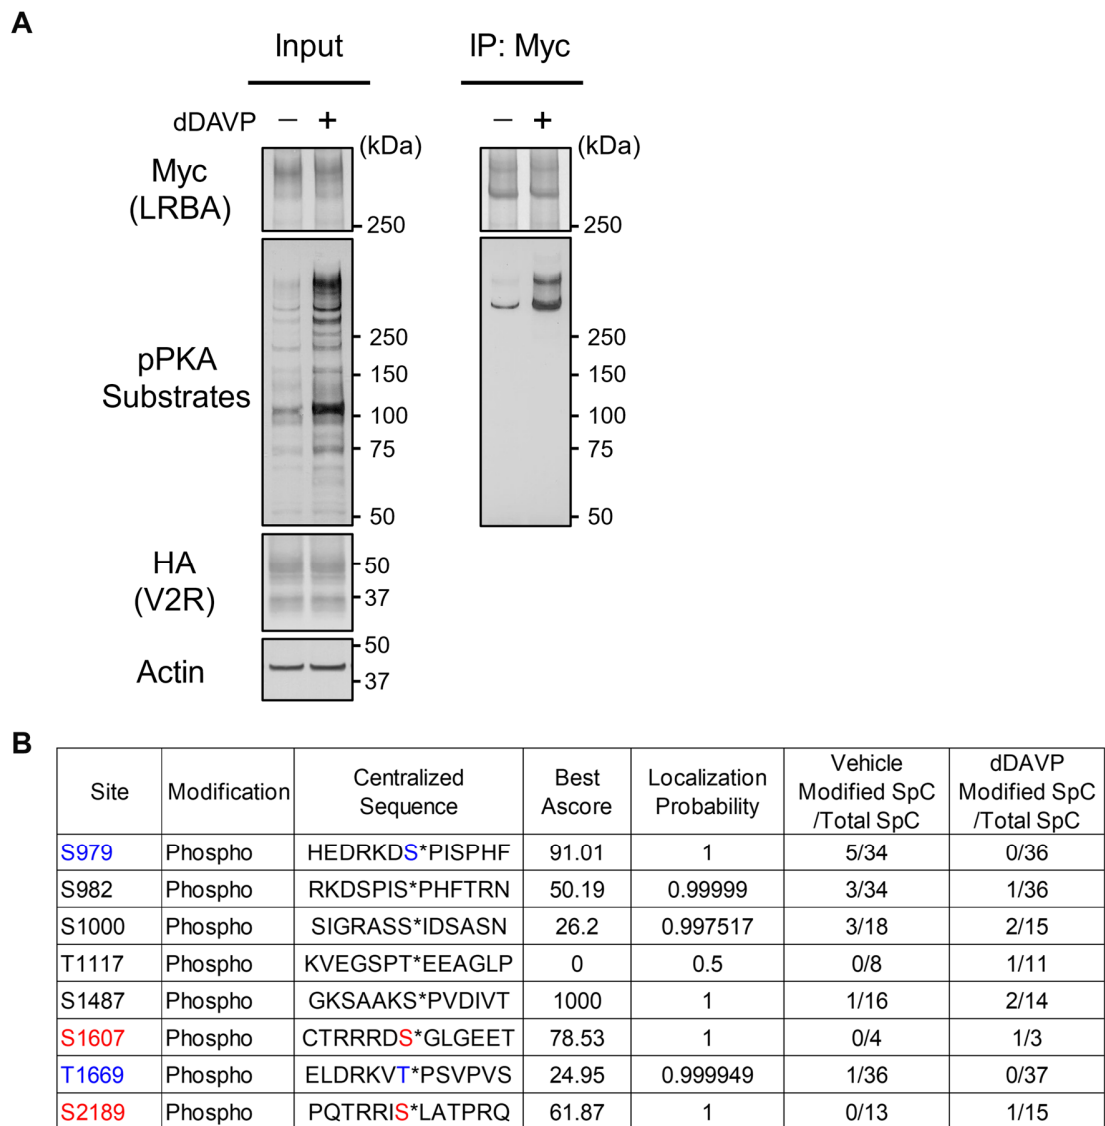 A
Input
IP: Myc
dDAVP − + (kDa)
− + (kDa)
Myc
(LRBA)
250
250
pPKA
Substrates
250
150
100
75
50
250
150
100
75
50
HA
(V2R)
50
37
Actin
50
37
B
Site Modification Centralized Sequence Best Ascore Localization Probability Vehicle Modified SpC /Total SpC dDAVP Modified SpC /Total SpC
S979 Phospho HEDRKDS*PISPHF 91.01 1 5/34 0/36
S982 Phospho RKDSPIS*PHFTRN 50.19 0.99999 3/34 1/36
S1000 Phospho SIGRASS*IDSASN 26.2 0.997517 3/18 2/15
T1117 Phospho KVEGSPT*EEAGLP 0 0.5 0/8 1/11
S1487 Phospho GKSAAKS*PVDIVT 1000 1 1/16 2/14
S1607 Phospho CTRRRDS*GLGEET 78.53 1 0/4 1/3
T1669 Phospho ELDRKVT*PSVPVS 24.95 0.999949 1/36 0/37
S2189 Phospho PQTRRIS*LATPRQ 61.87 1 0/13 1/15